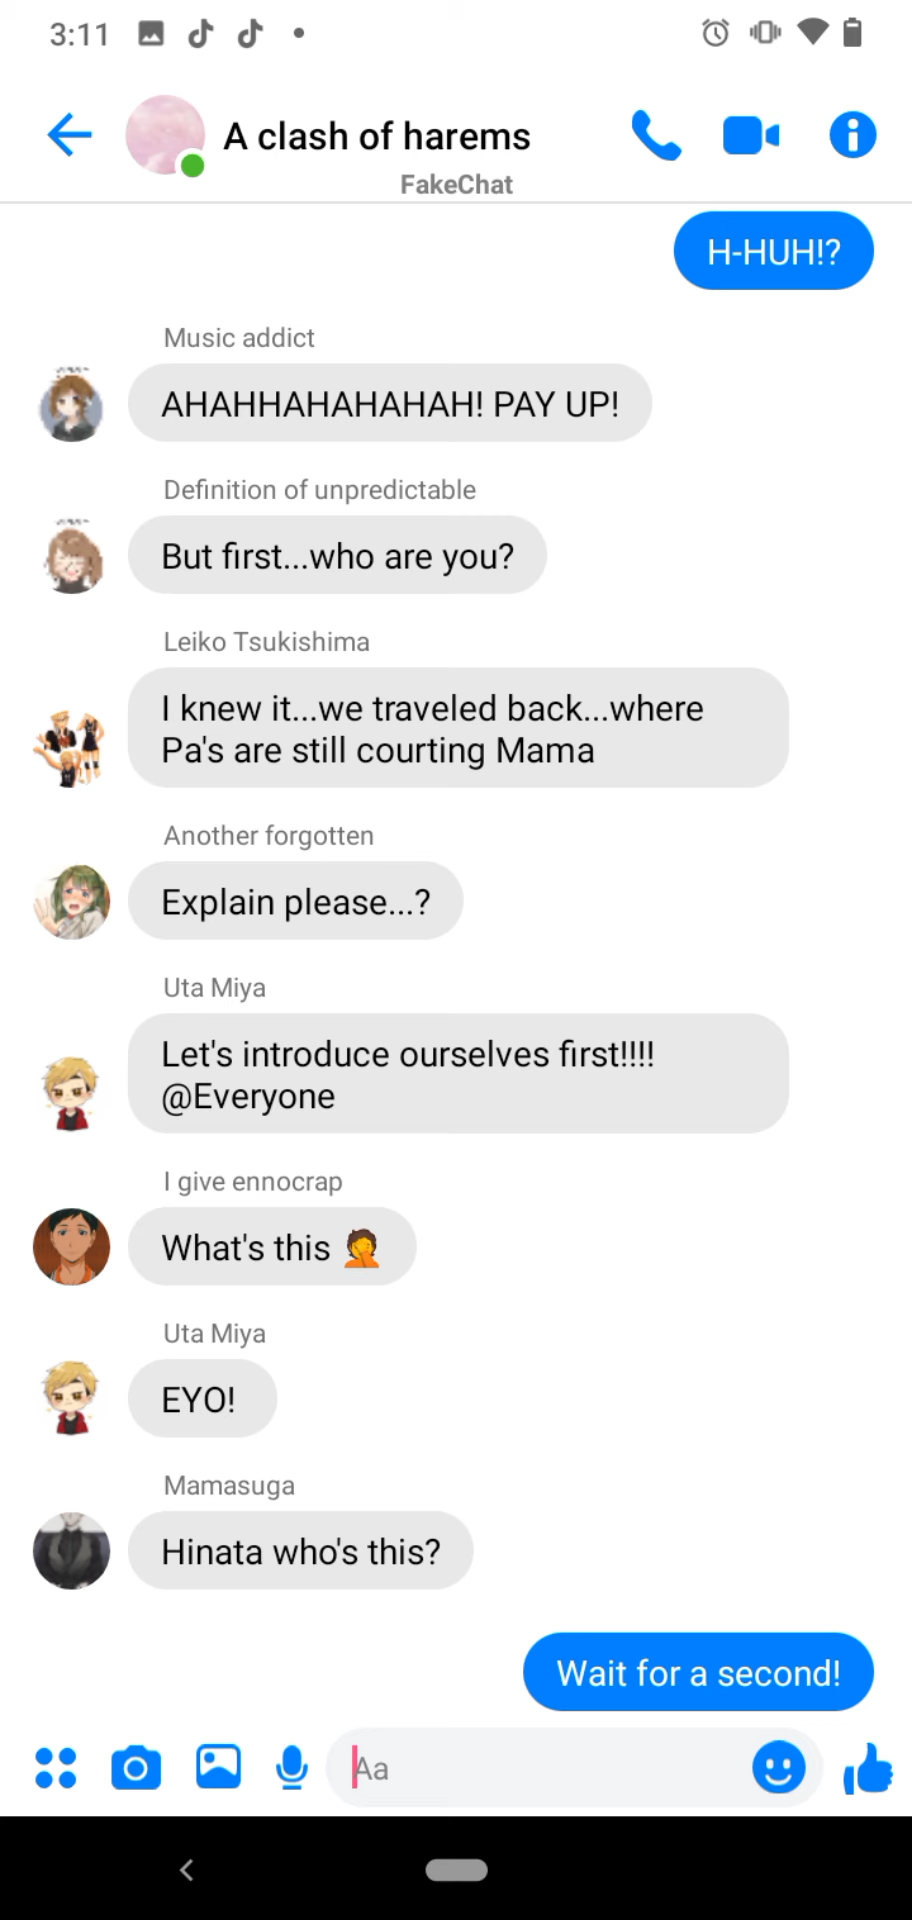 3:11
A clash of harems
FakeChat
H-HUH!?
Music addict
AHAHHAHAHAHAH! PAY UP!
Definition of unpredictable
But first...who are you?
Leiko Tsukishima
I knew it...we traveled back...where
Pa's are still courting Mama
Another forgotten
Explain please...?
Uta Miya
Let's introduce ourselves first!!!!
@Everyone
I give ennocrap
What's this 🤦
Uta Miya
EYO!
Mamasuga
Hinata who's this?
Wait for a second!
Aa